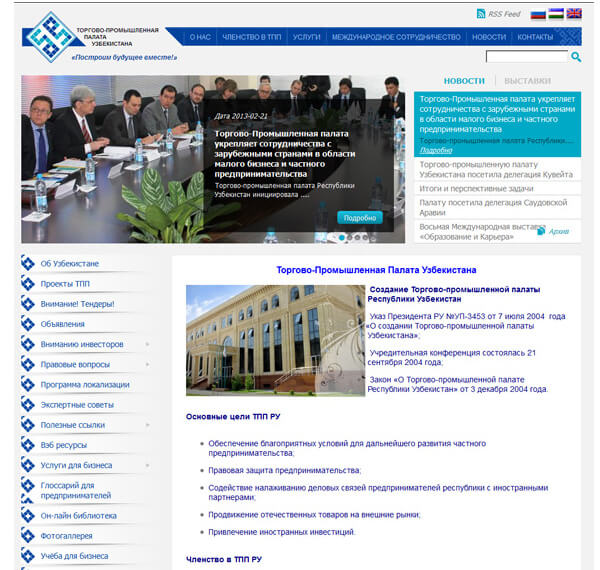 ТОРГОВО-ПРОМЫШЛЕННАЯ
ПАЛАТА
УЗБЕКИСТАНА
«Построим будущее вместе!»
RSS Feed
О НАС
ЧЛЕНСТВО В ТПП
УСЛУГИ
МЕЖДУНАРОДНОЕ СОТРУДНИЧЕСТВО
НОВОСТИ
КОНТАКТЫ
Дата 2013-02-21
Торгово-Промышленная палата
укрепляет сотрудничества с
зарубежными странами в области
малого бизнеса и частного
предпринимательства
Торгово-промышленная палата Республики
Узбекистан инициировала ....
Подробно
НОВОСТИ
ВЫСТАВКИ
Торгово-Промышленная палата укрепляет
сотрудничества с зарубежными странами
в области малого бизнеса и частного
предпринимательства
Торгово-промышленная палата Республики...
Подробно
Торгово-промышленную палату
Узбекистана посетила делегация Кувейта
Итоги и перспективные задачи
Палату посетила делегация Саудовской
Аравии
Восьмая Международная выставка
«Образование и Карьера»
Архив
Об Узбекистане
Проекты ТПП
Внимание! Тендеры!
Объявления
Вниманию инвесторов
Правовые вопросы
Программа локализации
Экспертные советы
Полезные ссылки
Вэб ресурсы
Услуги для бизнеса
Глоссарий для
предпринимателей
Он-лайн библиотека
Фотогаллерея
Учёба для бизнеса
Торгово-Промышленная Палата Узбекистана
Создание Торгово-промышленной палаты
Республики Узбекистан
Указ Президента РУ №УП-3453 от 7 июля 2004 года
«О создании Торгово-промышленной палаты
Узбекистана»;
Учредительная конференция состоялась 21
сентября 2004 года;
Закон «О Торгово-промышленной палате
Республики Узбекистан» от 3 декабря 2004 года.
Основные цели ТПП РУ
Обеспечение благоприятных условий для дальнейшего развития частного
предпринимательства;
Правовая защита предпринимательства;
Содействие налаживанию деловых связей предпринимателей республики с иностранными
партнерами;
Продвижение отечественных товаров на внешние рынки;
Привлечение иностранных инвестиций.
Членство в ТПП РУ